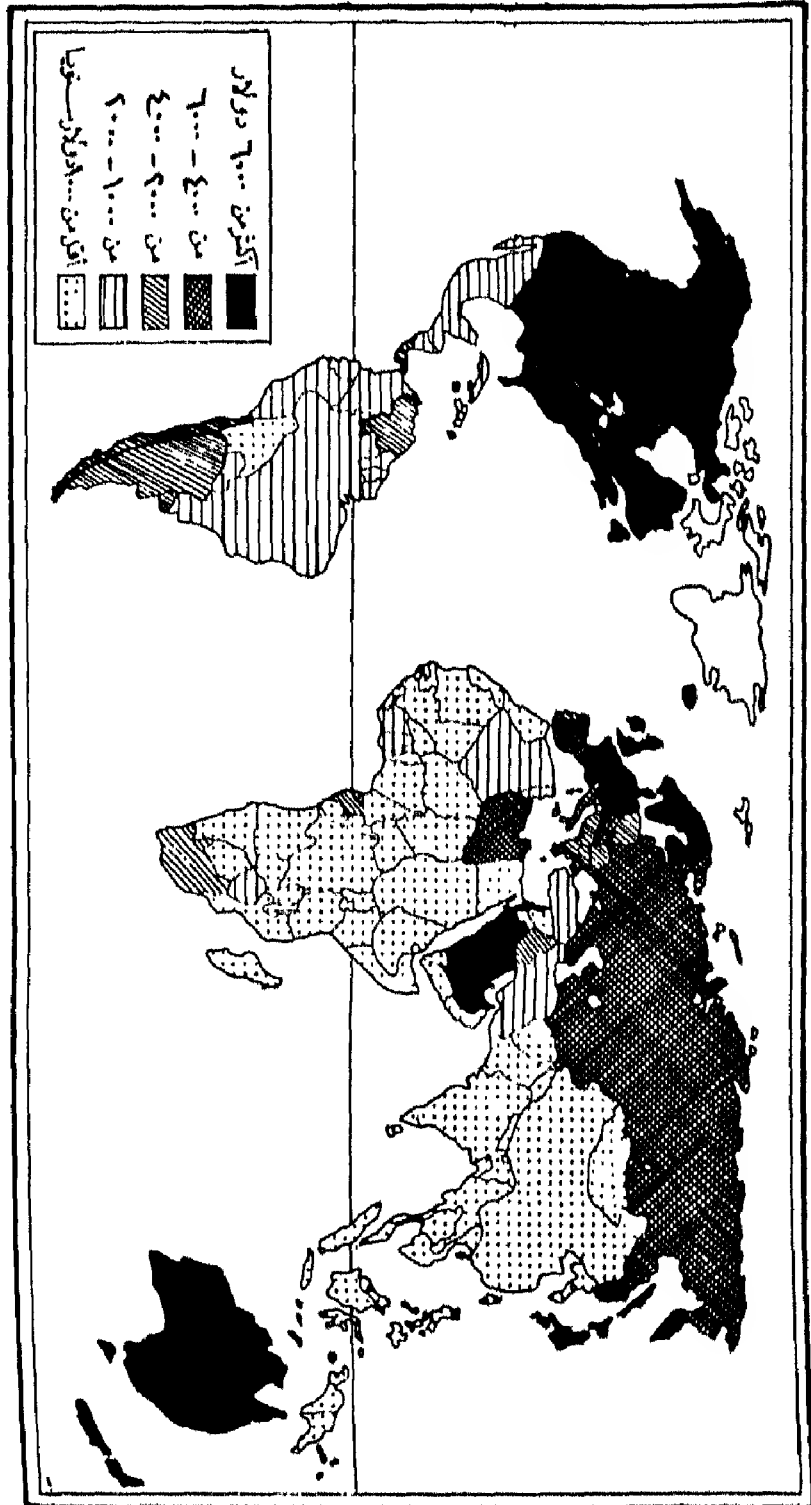 أكثر من ٦٠٠٠ دولار
من ٤٠٠٠ – ٦٠٠٠
من ٢٠٠٠ – ٤٠٠٠
من ١٠٠٠ – ٢٠٠٠
أقل من ١٠٠٠ دولار سنويا